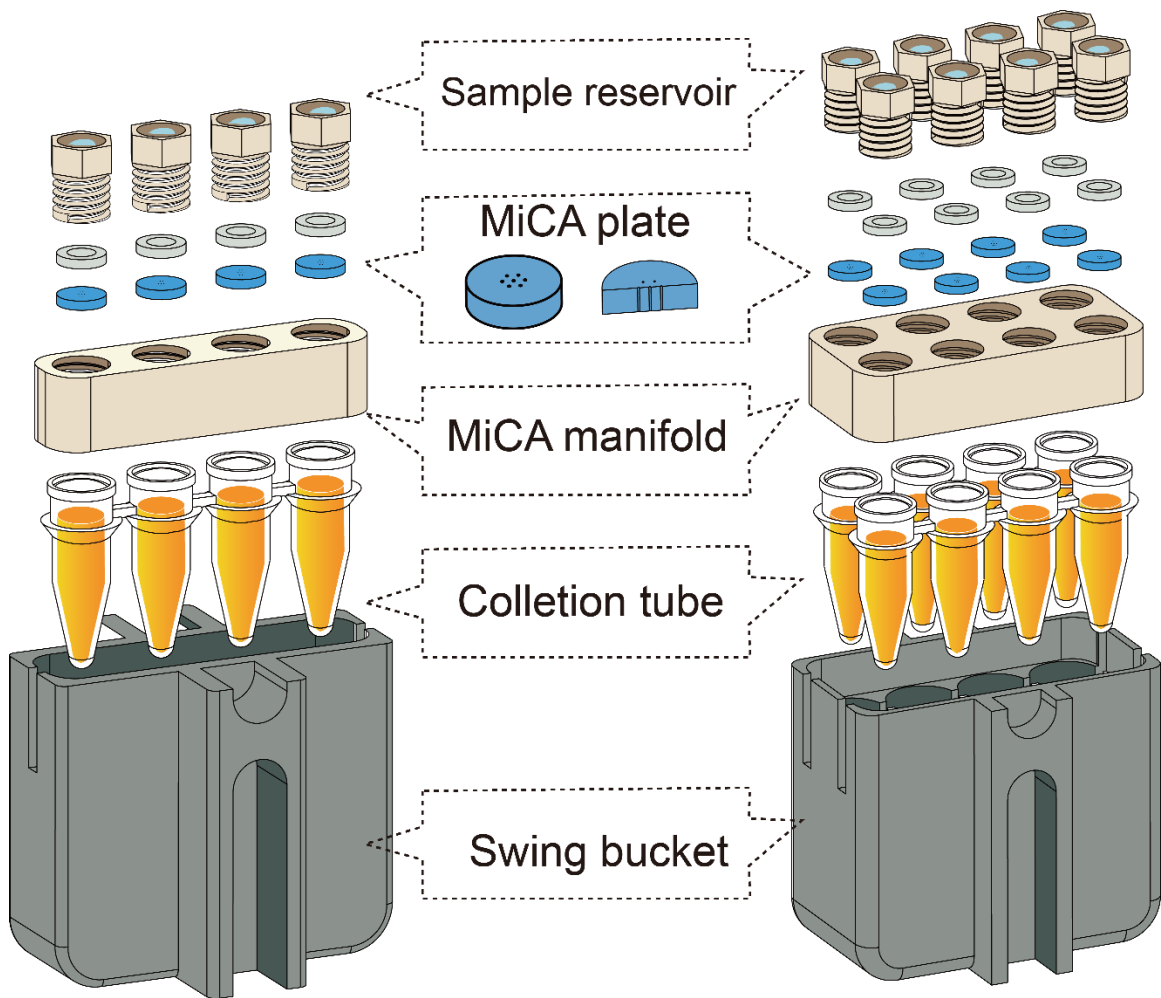 Sample reservoir
MiCA plate
MiCA manifold
Colletion tube
Swing bucket